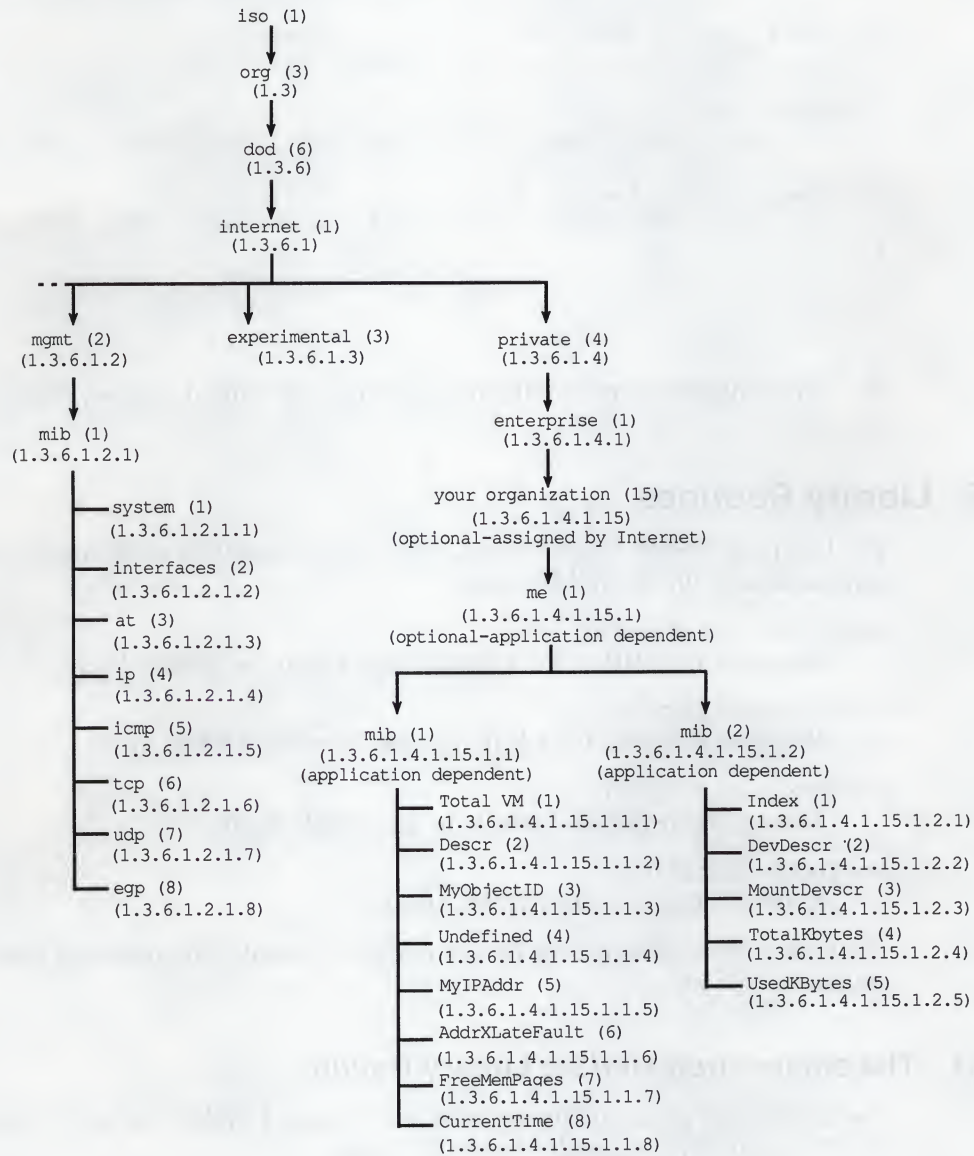 iso (1)
org (3)
(1.3)
dod (6)
(1.3.6)
internet (1)
(1.3.6.1)
mgmt (2)
(1.3.6.1.2)
experimental (3)
(1.3.6.1.3)
private (4)
(1.3.6.1.4)
mib (1)
(1.3.6.1.2.1)
system (1)
(1.3.6.1.2.1.1)
interfaces (2)
(1.3.6.1.2.1.2)
at (3)
(1.3.6.1.2.1.3)
ip (4)
(1.3.6.1.2.1.4)
icmp (5)
(1.3.6.1.2.1.5)
tcp (6)
(1.3.6.1.2.1.6)
udp (7)
(1.3.6.1.2.1.7)
egp (8)
(1.3.6.1.2.1.8)
enterprise (1)
(1.3.6.1.4.1)
your organization (15)
(1.3.6.1.4.1.15)
(optional-assigned by Internet)
me (1)
(1.3.6.1.4.1.15.1)
(optional-application dependent)
mib (1)
(1.3.6.1.4.1.15.1.1)
(application dependent)
Total VM (1)
(1.3.6.1.4.1.15.1.1.1)
Descr (2)
(1.3.6.1.4.1.15.1.1.2)
MyObjectID (3)
(1.3.6.1.4.1.15.1.1.3)
Undefined (4)
(1.3.6.1.4.1.15.1.1.4)
MyIPAddr (5)
(1.3.6.1.4.1.15.1.1.5)
AddrXLateFault (6)
(1.3.6.1.4.1.15.1.1.6)
FreeMemPages (7)
(1.3.6.1.4.1.15.1.1.7)
CurrentTime (8)
(1.3.6.1.4.1.15.1.1.8)
mib (2)
(1.3.6.1.4.1.15.1.2)
(application dependent)
Index (1)
(1.3.6.1.4.1.15.1.2.1)
DevDescr (2)
(1.3.6.1.4.1.15.1.2.2)
MountDevscr (3)
(1.3.6.1.4.1.15.1.2.3)
TotalKbytes (4)
(1.3.6.1.4.1.15.1.2.4)
UsedKBytes (5)
(1.3.6.1.4.1.15.1.2.5)